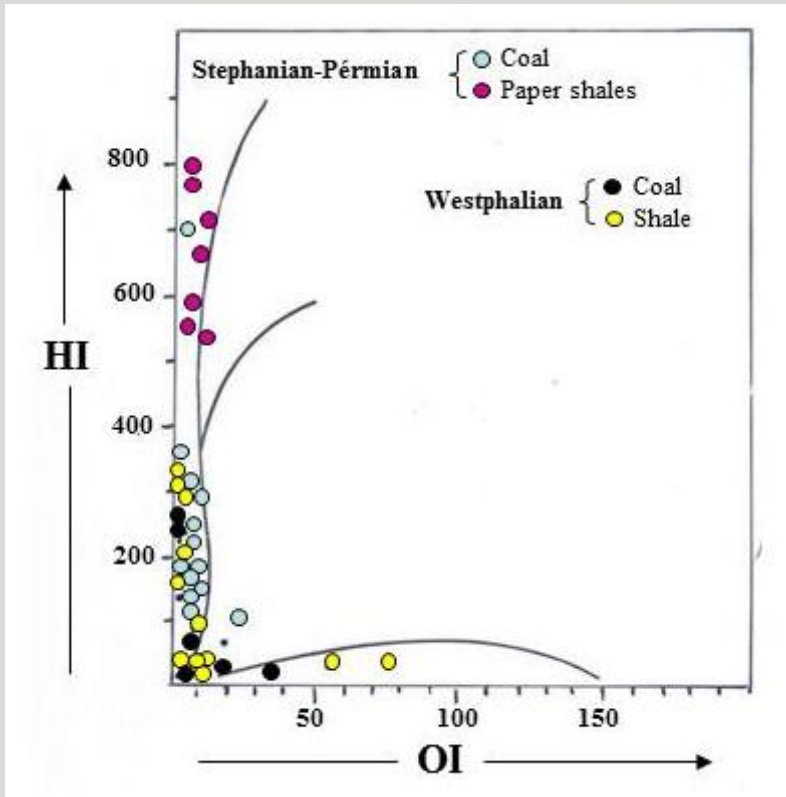 Stephanian-Pérmian
Coal
Paper shales
Westphalian
Coal
Shale
800
600
HI
400
200
50 100 150
OI